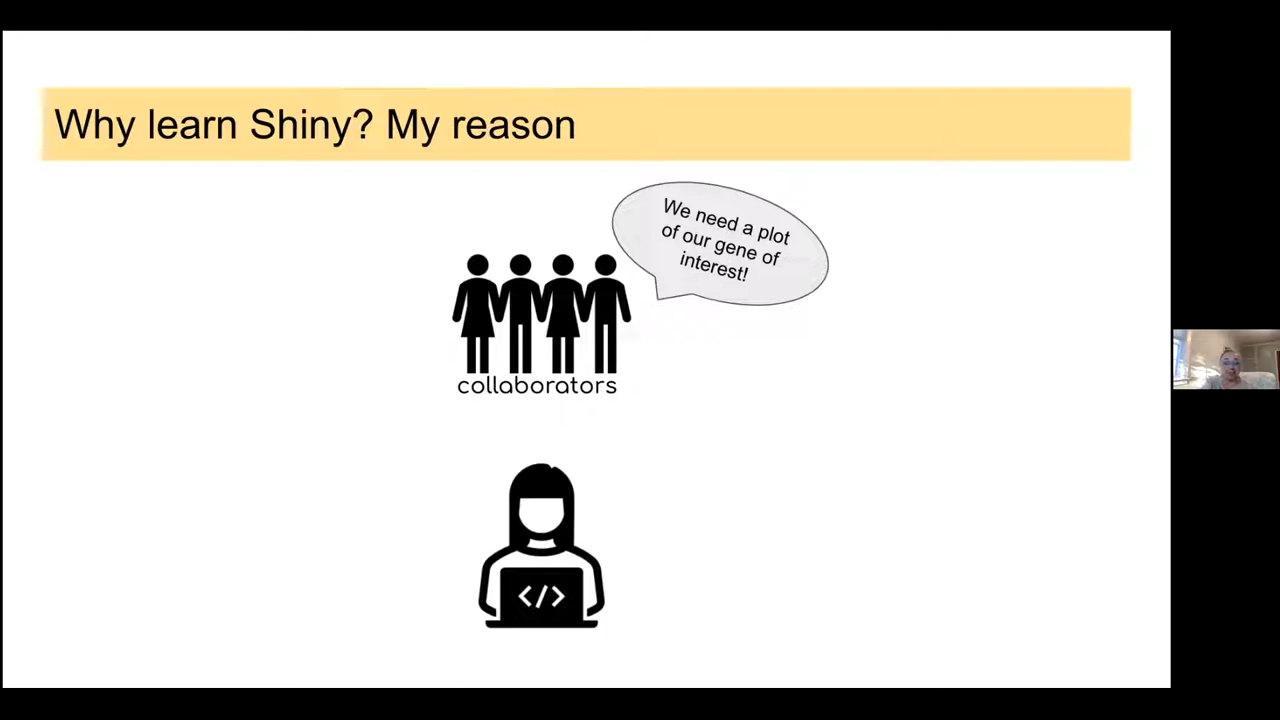 Why learn Shiny? My reason
We need a plot
of our gene of
interest!
collaborators
</>